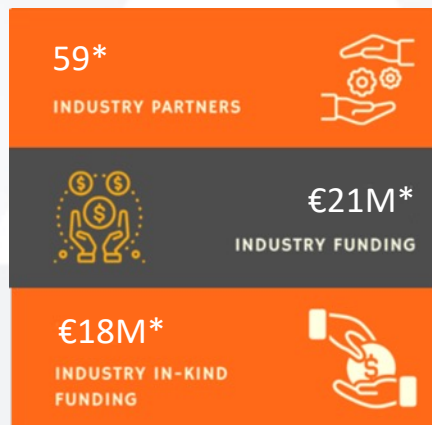 59*
INDUSTRY PARTNERS
€21M*
INDUSTRY FUNDING
€18M*
INDUSTRY IN-KIND
FUNDING